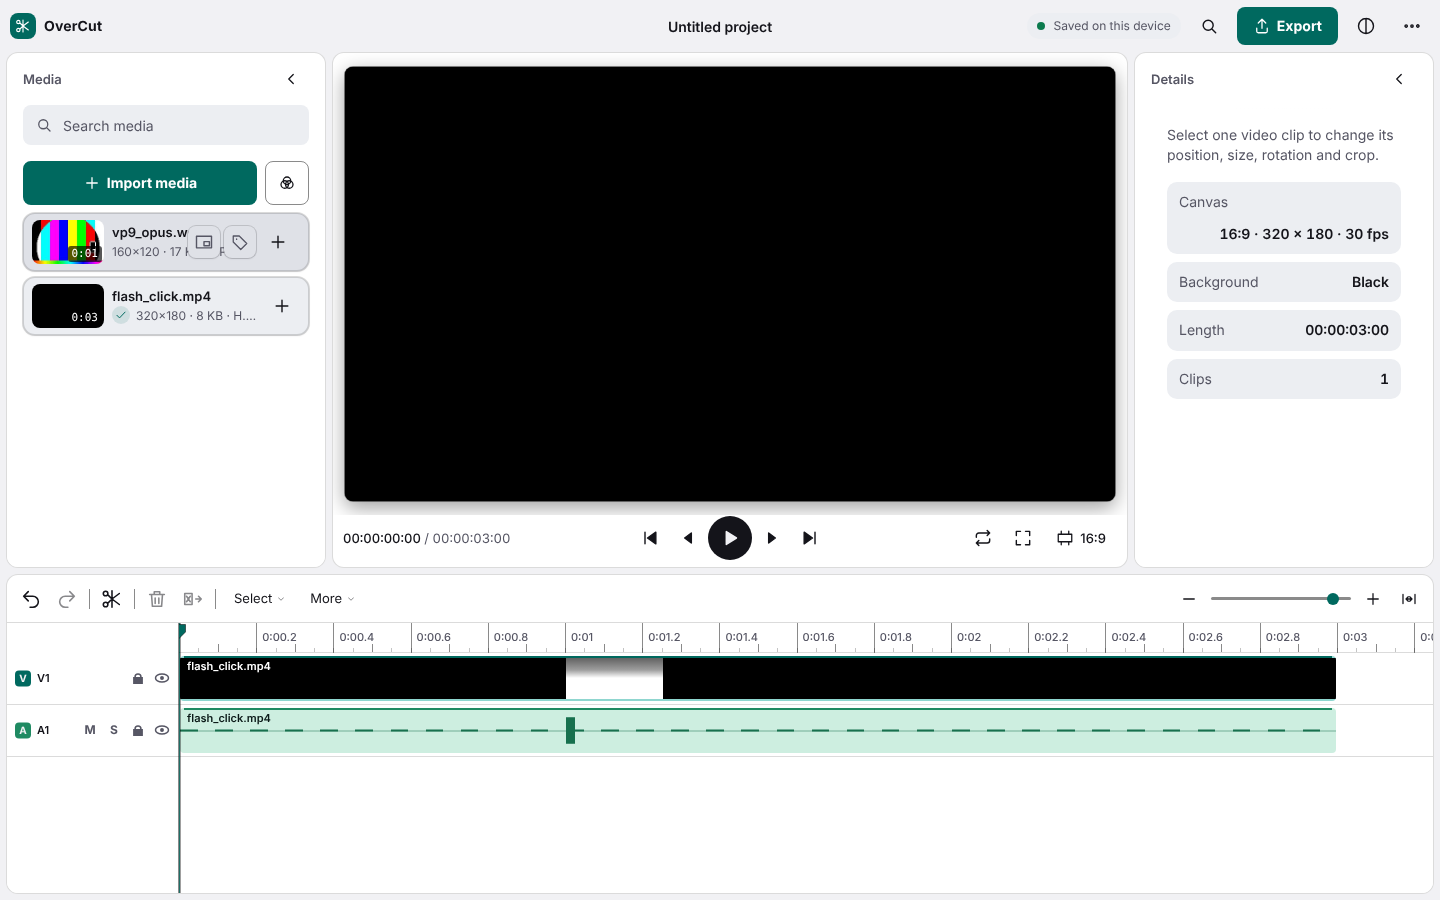 OverCut
Untitled project
Saved on this device
Export
Media
Search media
Import media
0:01
vp9_opus.w
160×120 · 17
0:03
flash_click.mp4
320×180 · 8 KB · H....
00:00:00:00 / 00:00:03:00
16:9
Details
Select one video clip to change its
position, size, rotation and crop.
Canvas
16:9 · 320 × 180 · 30 fps
Background Black
Length 00:00:03:00
Clips 1
Select
More
0:00.2 0:00.4 0:00.6 0:00.8 0:01 0:01.2 0:01.4 0:01.6 0:01.8 0:02 0:02.2 0:02.4 0:02.6 0:02.8 0:03
V V1
flash_click.mp4
A A1 M S
flash_click.mp4